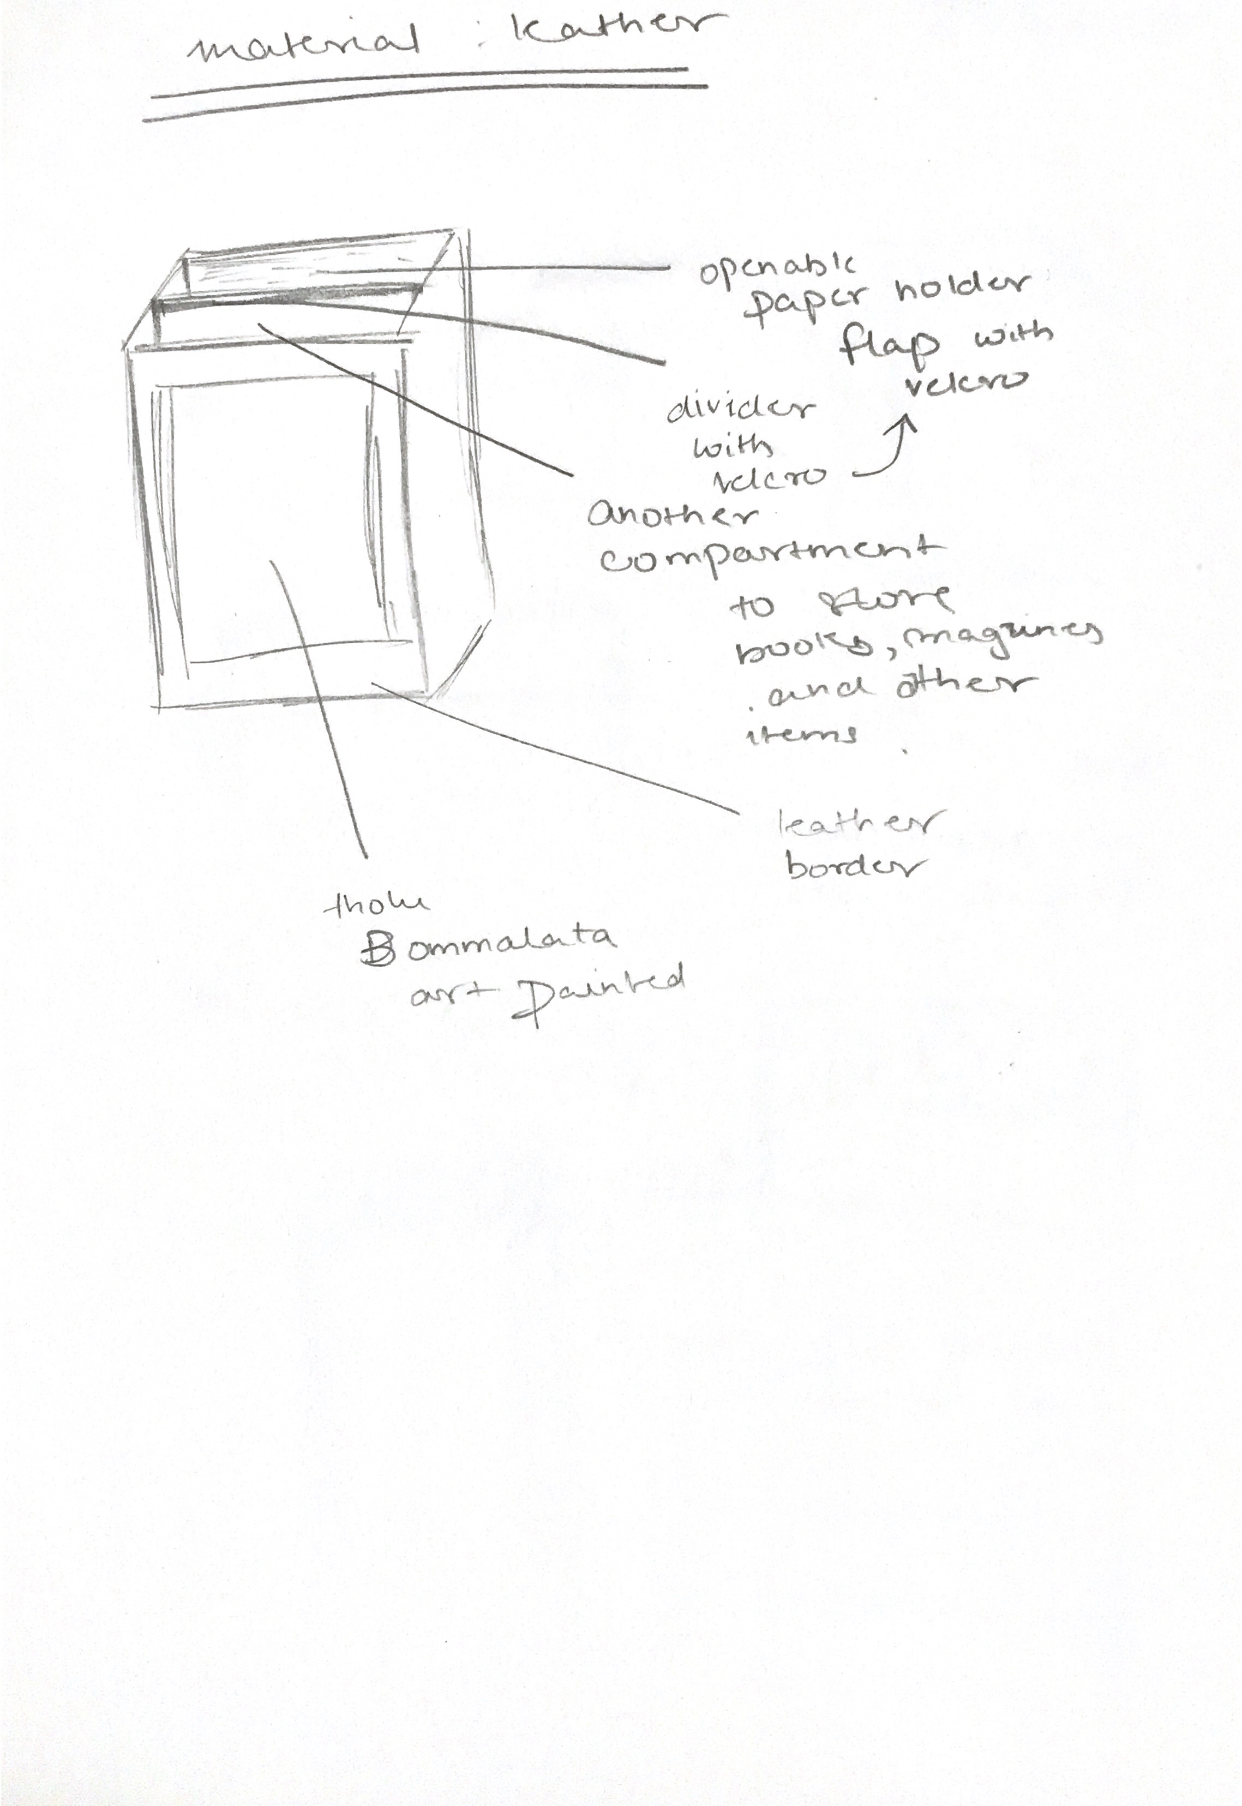 material : leather
openable
paper holder
flap with
velcro
divider
with
velcro
another
compartment
to store
books, magzines
. and other
items .
leather
border
tholu
Bommalata
art painted